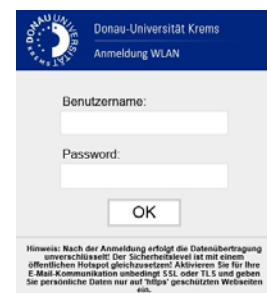 DONAU UNIVERSITÄT KREMS
Donau-Universität Krems
Anmeldung WLAN
Benutzername:
Password:
OK
Hinweis: Nach der Anmeldung erfolgt die Datenübertragung
unverschlüsselt! Der Sicherheitslevel ist mit einem
öffentlichen Hotspot gleichzusetzen! Aktivieren Sie für Ihre
E-Mail-Kommunikation unbedingt SSL oder TLS und geben
Sie persönliche Daten nur auf 'https' geschützten Webseiten
ein.